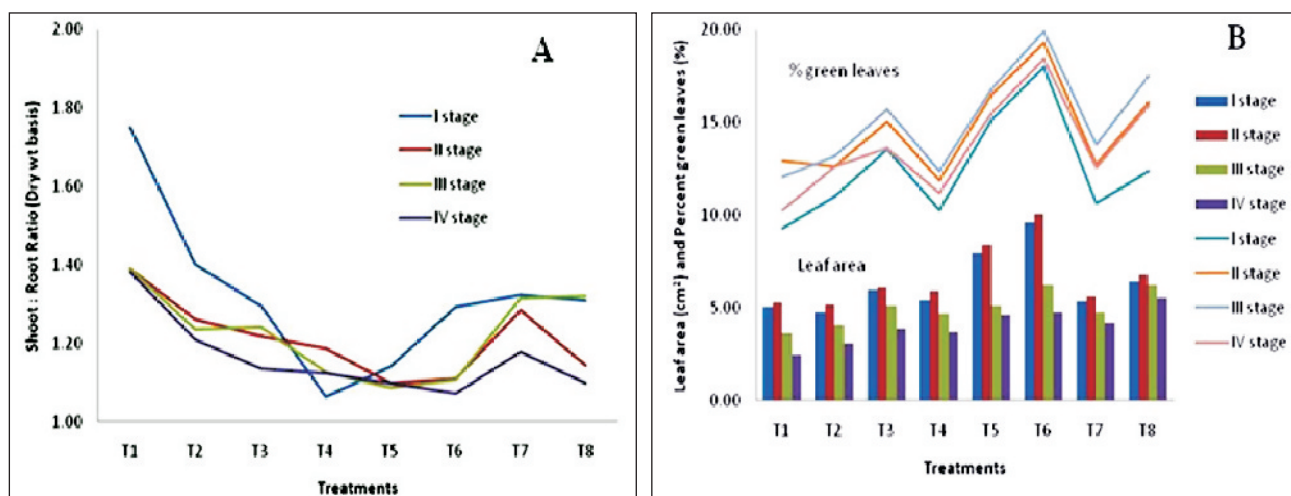 A
2.00
1.80
1.60
1.40
1.20
1.00
Shoot : Root Ratio (Dry wt basis)
I stage
II stage
III stage
IV stage
T1 T2 T3 T4 T5 T6 T7 T8
Treatments
B
20.00
15.00
10.00
5.00
0.00
Leaf area (cm²) and Percent green leaves (%)
% green leaves
Leaf area
I stage
II stage
III stage
IV stage
I stage
II stage
III stage
IV stage
T1 T2 T3 T4 T5 T6 T7 T8
Treatments